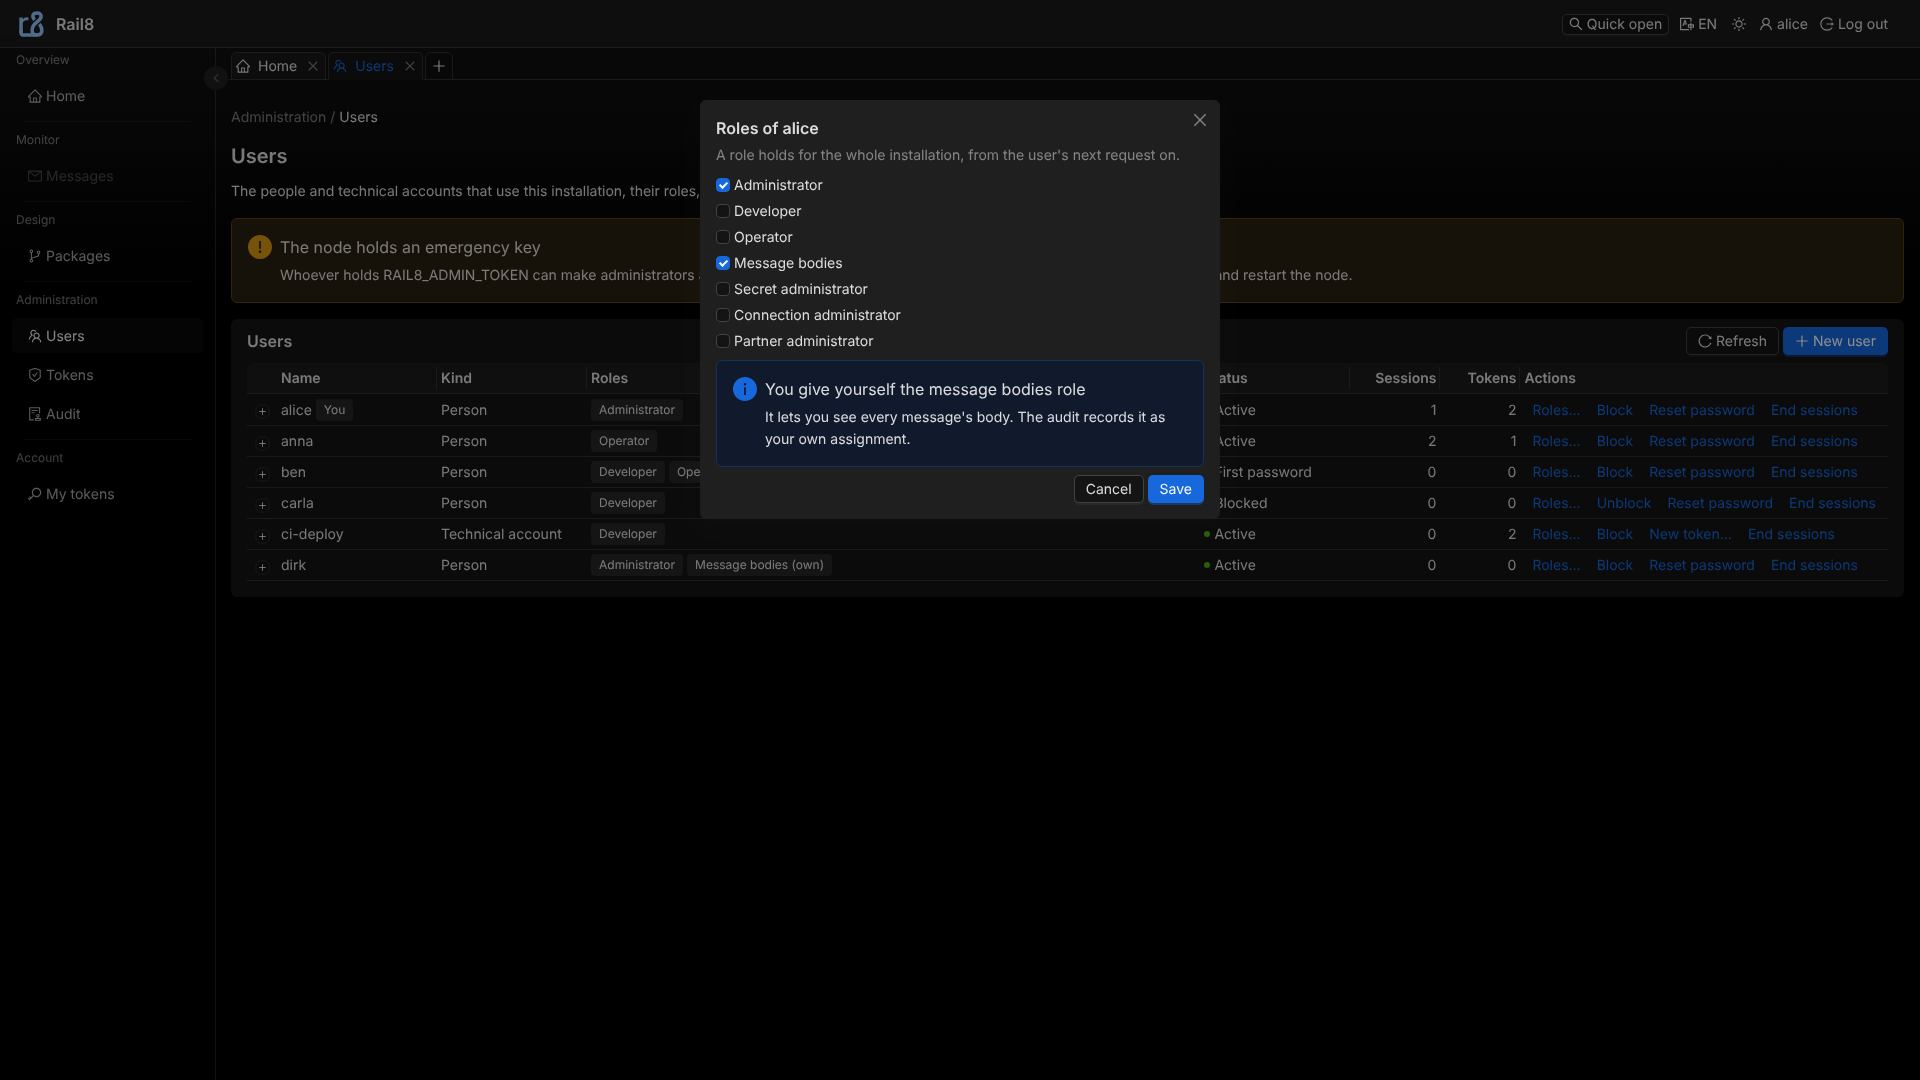 Rail8
Quick open
EN
alice
Log out
Overview
Home
Monitor
Messages
Design
Packages
Administration
Users
Tokens
Audit
Account
My tokens
Home
Users
Administration / Users
Users
The people and technical accounts that use this installation, their roles,
The node holds an emergency key
Whoever holds RAIL8_ADMIN_TOKEN can make administrators
and restart the node.
Users
Refresh
New user
Name Kind Roles Sessions Tokens Actions
alice You Person Administrator Active 1 2 Roles... Block Reset password End sessions
anna Person Operator Active 2 1 Roles... Block Reset password End sessions
ben Person Developer First password 0 0 Roles... Block Reset password End sessions
carla Person Developer Blocked 0 0 Roles... Unblock Reset password End sessions
ci-deploy Technical account Developer Active 0 2 Roles... Block New token... End sessions
dirk Person Administrator Message bodies (own) Active 0 0 Roles... Block Reset password End sessions
Roles of alice
A role holds for the whole installation, from the user's next request on.
Administrator
Developer
Operator
Message bodies
Secret administrator
Connection administrator
Partner administrator
You give yourself the message bodies role
It lets you see every message's body. The audit records it as
your own assignment.
Cancel
Save